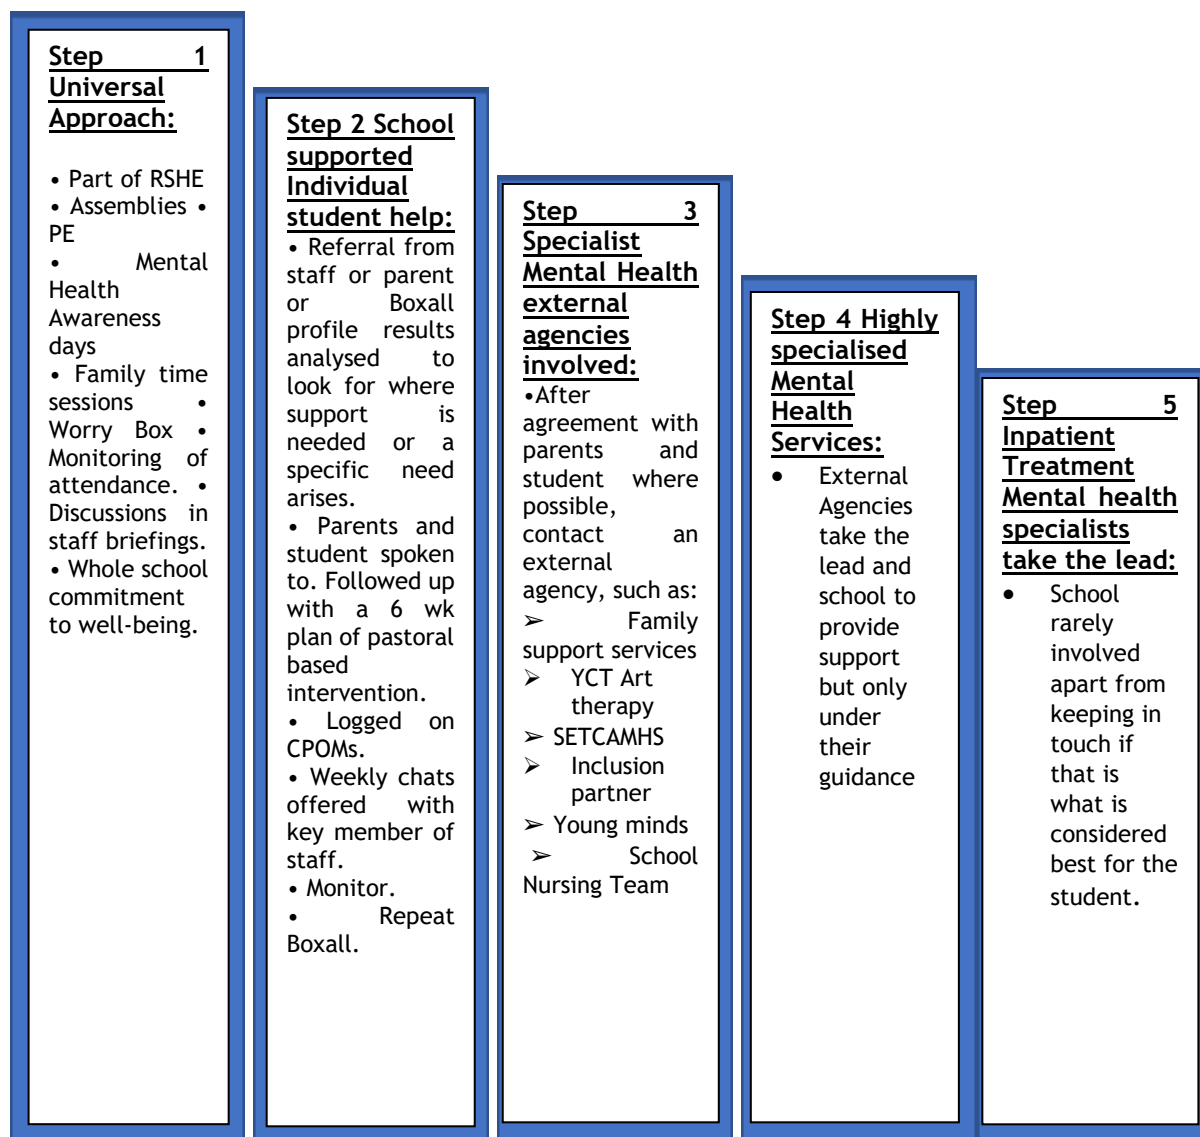 Step 1
Universal
Approach:
• Part of RSHE
• Assemblies •
PE
• Mental
Health
Awareness
days
• Family time
sessions •
Worry Box •
Monitoring of
attendance. •
Discussions in
staff briefings.
• Whole school
commitment
to well-being.
Step 2 School
supported
Individual
student help:
• Referral from
staff or parent
or Boxall
profile results
analysed to
look for where
support is
needed or a
specific need
arises.
• Parents and
student spoken
to. Followed up
with a 6 wk
plan of pastoral
based
intervention.
• Logged on
CPOMs.
• Weekly chats
offered with
key member of
staff.
• Monitor.
• Repeat
Boxall.
Step 3
Specialist
Mental Health
external
agencies
involved:
•After
agreement with
parents and
student where
possible,
contact an
external
agency, such as:
➢ Family
support services
➢ YCT Art
therapy
➢ SETCAMHS
➢ Inclusion
partner
➢ Young minds
➢ School
Nursing Team
Step 4 Highly
specialised
Mental
Health
Services:
• External
Agencies
take the
lead and
school to
provide
support
but only
under
their
guidance
Step 5
Inpatient
Treatment
Mental health
specialists
take the lead:
• School
rarely
involved
apart from
keeping in
touch if
that is
what is
considered
best for the
student.